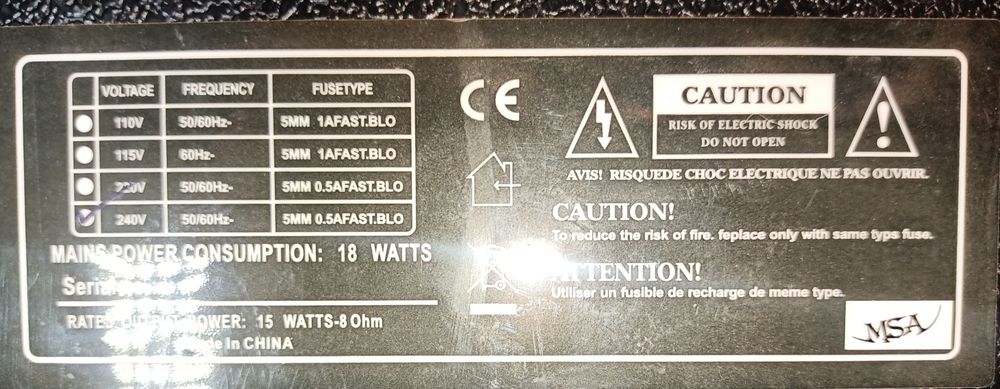 VOLTAGE FREQUENCY FUSETYPE
110V 50/60Hz- 5MM 1AFAST.BLO
115V 60Hz- 5MM 1AFAST.BLO
220V 50/60Hz- 5MM 0.5AFAST.BLO
240V 50/60Hz- 5MM 0.5AFAST.BLO
MAINS POWER CONSUMPTION: 18 WATTS
15 WATTS-8 Ohm
In CHINA
CE
CAUTION
RISK OF ELECTRIC SHOCK
DO NOT OPEN
AVIS! RISQUEDE CHOC ELECTRIQUE NE PAS OUVRIR.
CAUTION!
To reduce the risk of fire. feplace only with same typs fuse.
ATTENTION!
Utiliser un fusible de recharge de meme type.
MSA